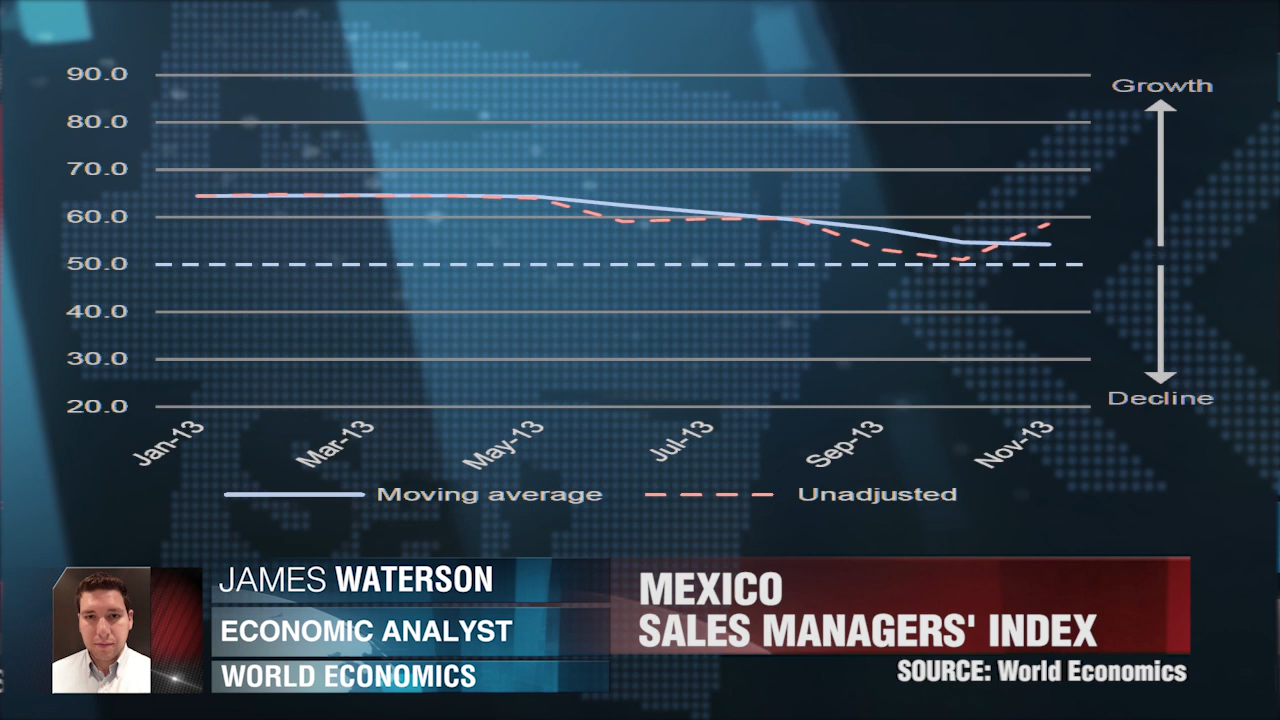 90.0
Growth
80.0
70.0
60.0
50.0
40.0
30.0
20.0
Decline
Jan-13
Mar-13
May-13
Jul-13
Sep-13
Nov-13
Moving average
Unadjusted
JAMES WATERSON
ECONOMIC ANALYST
WORLD ECONOMICS
MEXICO
SALES MANAGERS' INDEX
SOURCE: World Economics